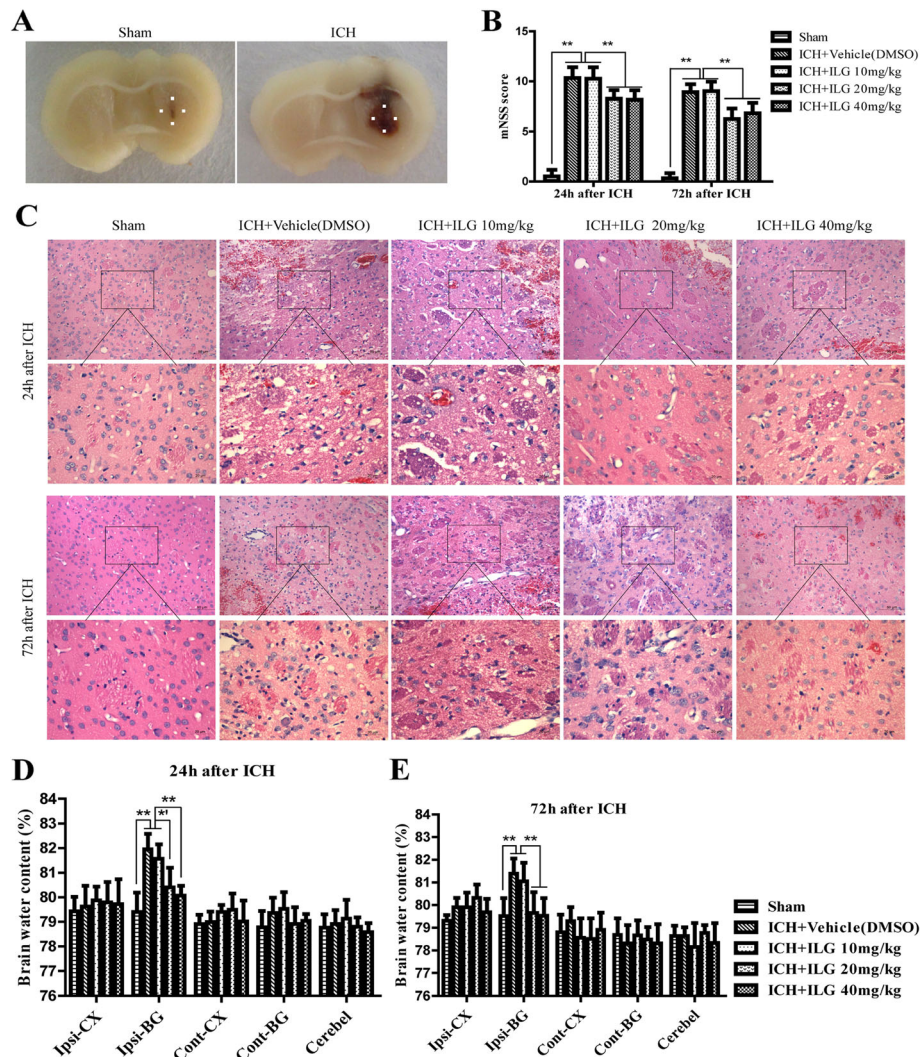 A
Sham
ICH
B
mNSS score
15
10
5
0
**
**
**
**
24h after ICH
72h after ICH
Sham
ICH+Vehicle(DMSO)
ICH+ILG 10mg/kg
ICH+ILG 20mg/kg
ICH+ILG 40mg/kg
C
Sham
ICH+Vehicle(DMSO)
ICH+ILG 10mg/kg
ICH+ILG 20mg/kg
ICH+ILG 40mg/kg
24h after ICH
72h after ICH
D
24h after ICH
Brain water content (%)
84
83
82
81
80
79
78
77
76
**
**
*'
Ipsi-CX
Ipsi-BG
Cont-CX
Cont-BG
Cerebel
E
72h after ICH
Brain water content (%)
84
83
82
81
80
79
78
77
76
**
**
Ipsi-CX
Ipsi-BG
Cont-CX
Cont-BG
Cerebel
Sham
ICH+Vehicle(DMSO)
ICH+ILG 10mg/kg
ICH+ILG 20mg/kg
ICH+ILG 40mg/kg